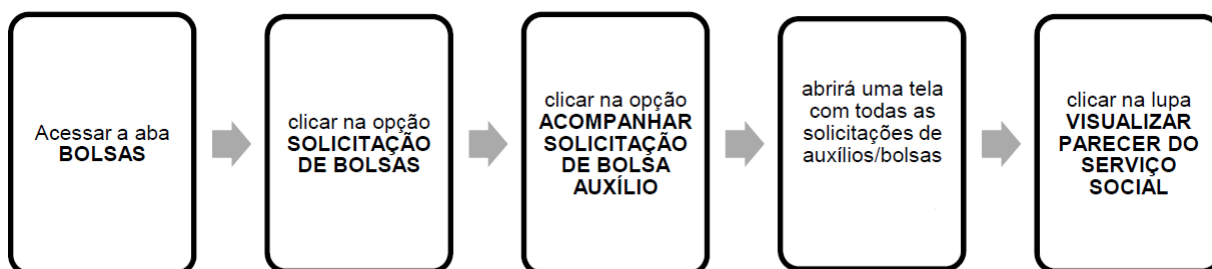 Acessar a aba
BOLSAS
clicar na opção
SOLICITAÇÃO
DE BOLSAS
clicar na opção
ACOMPANHAR
SOLICITAÇÃO
DE BOLSA
AUXÍLIO
abrirá uma tela
com todas as
solicitações de
auxílios/bolsas
clicar na lupa
VISUALIZAR
PARECER DO
SERVIÇO
SOCIAL